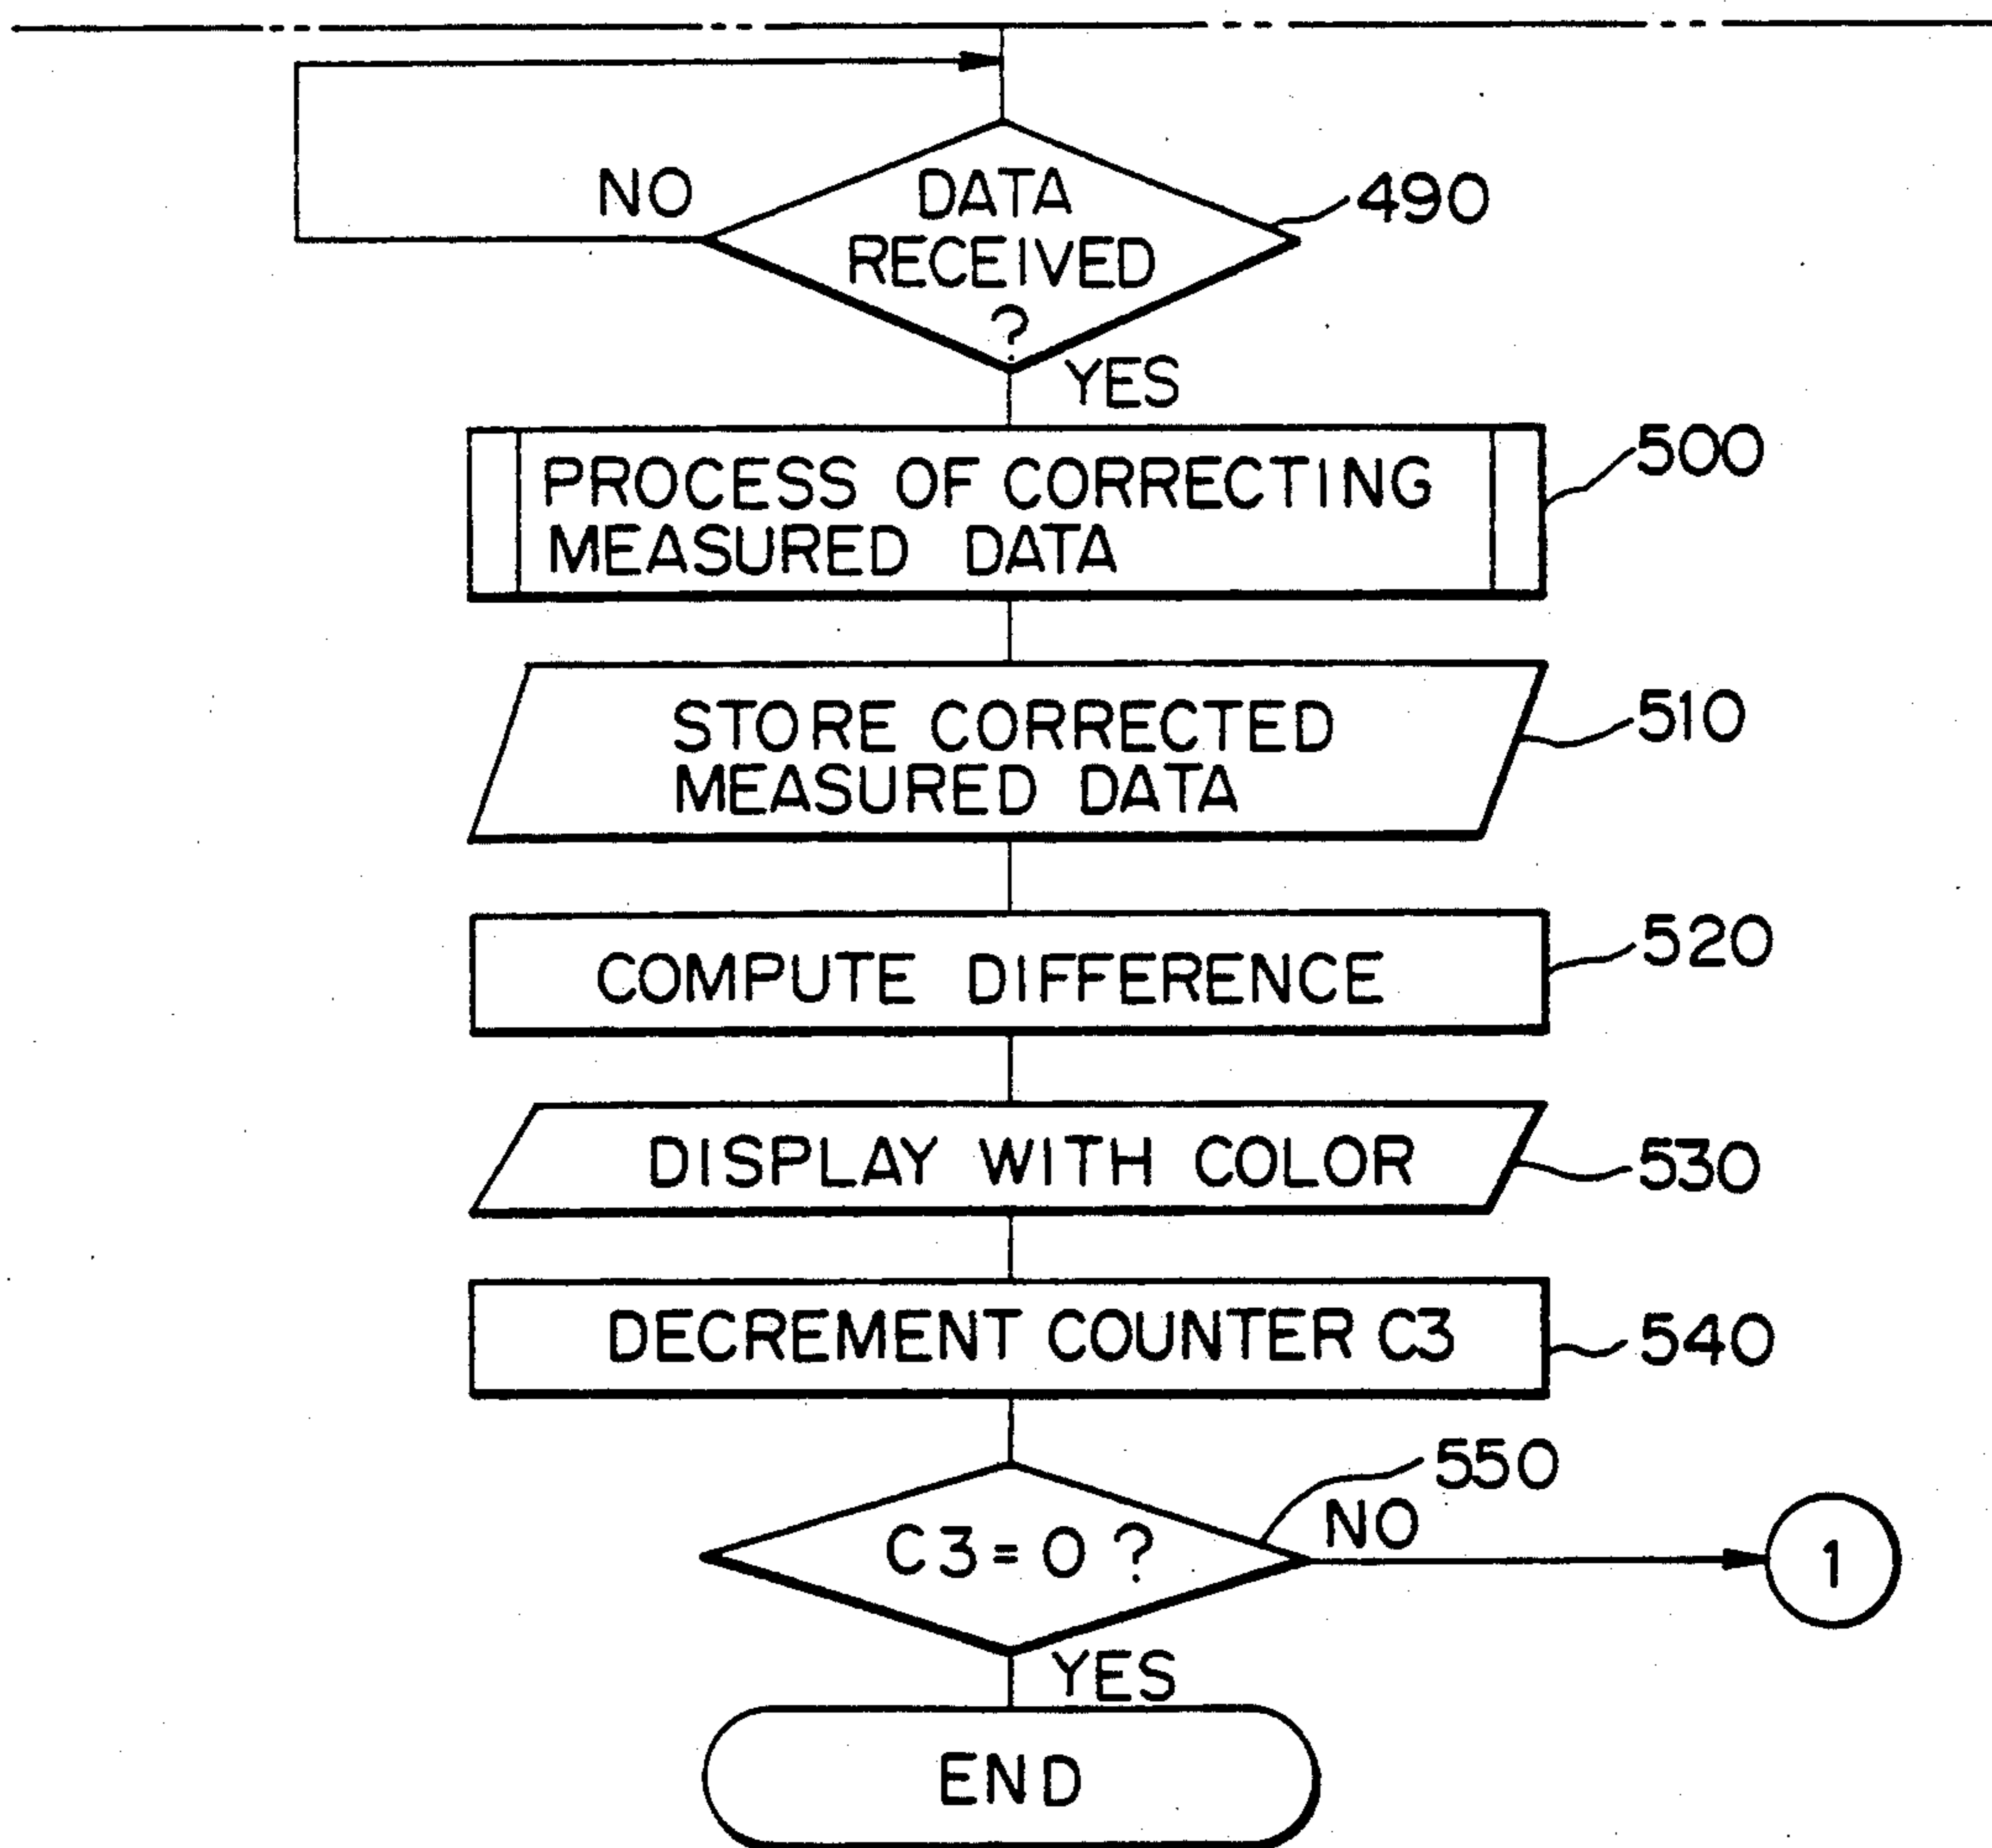 NO
DATA
RECEIVED
?
490
YES
PROCESS OF CORRECTING
MEASURED DATA
500
STORE CORRECTED
MEASURED DATA
510
COMPUTE DIFFERENCE
520
DISPLAY WITH COLOR
530
DECREMENT COUNTER C3
540
550
C3=0?
NO
1
YES
END